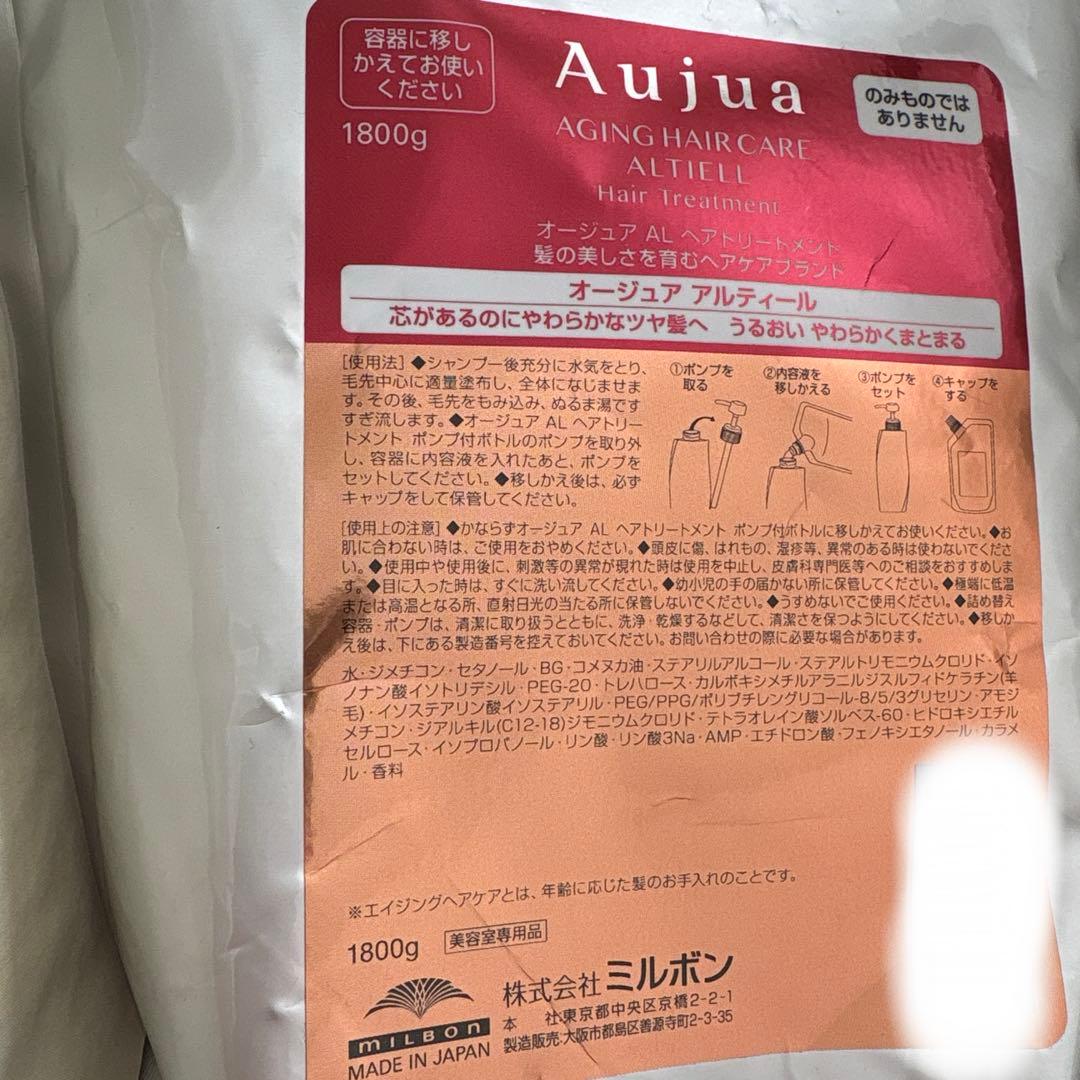 容器に移し
かえてお使い
ください
1800g
Aujua
のみものでは
ありません
AGING HAIR CARE
ALTIELL
Hair Treatment
オージュア AL ヘアトリートメント
髪の美しさを育むヘアケアブランド
オージュア アルティール
芯があるのにやわらかなツヤ髪へ うるおい やわらかくまとまる
[使用法] ◆シャンプー後充分に水気をとり、
毛先中心に適量塗布し、全体になじませま
す。その後、毛先をもみ込み、ぬるま湯です
すぎ流します。◆オージュア AL ヘアトリー
トメント ポンプ付ボトルのポンプを取り外
し、容器に内容液を入れたあと、ポンプを
セットしてください。◆移しかえ後は、必ず
キャップをして保管してください。
①ポンプを
取る
②内容液を
移しかえる
③ポンプを
セット
④キャップを
する
[使用上の注意] ◆かならずオージュア AL ヘアトリートメント ポンプ付ボトルに移しかえてお使いください。◆お
肌に合わない時は、ご使用をおやめください。◆頭皮に傷、はれもの、湿疹等、異常のある時は使わないでくださ
い。◆使用中や使用後に、刺激等の異常が現れた時は使用を中止し、皮膚科専門医等へのご相談をおすすめしま
す。◆目に入った時は、すぐに洗い流してください。◆幼小児の手の届かない所に保管してください。◆極端に低温
または高温となる所、直射日光の当たる所に保管しないでください。◆うすめないでご使用ください。◆詰め替え
容器・ポンプは、清潔に取り扱うとともに、洗浄・乾燥するなどして、清潔さを保つようにしてください。◆移しか
え後は、下にある製造番号を控えておいてください。お問い合わせの際に必要な場合があります。
水・ジメチコン・セタノール・BG・コメヌカ油・ステアリルアルコール・ステアルトリモニウムクロリド・イソ
ノナン酸イソトリデシル・PEG-20・トレハロース・カルボキシメチルアラニルジスルフィドケラチン(羊
毛)・イソステアリン酸イソステアリル・PEG/PPG/ポリブチレングリコール-8/5/3グリセリン・アモジ
メチコン・ジアルキル(C12-18)ジモニウムクロリド・テトラオレイン酸ソルベス-60・ヒドロキシエチル
セルロース・イソプロパノール・リン酸・リン酸3Na・AMP・エチドロン酸・フェノキシエタノール・カラメ
ル・香料
※エイジングヘアケアとは、年齢に応じた髪のお手入れのことです。
1800g 美容室専用品
MILBON
MADE IN JAPAN
株式会社ミルボン
本 社:東京都中央区京橋2-2-1
製造販売:大阪市都島区善源寺町2-3-35